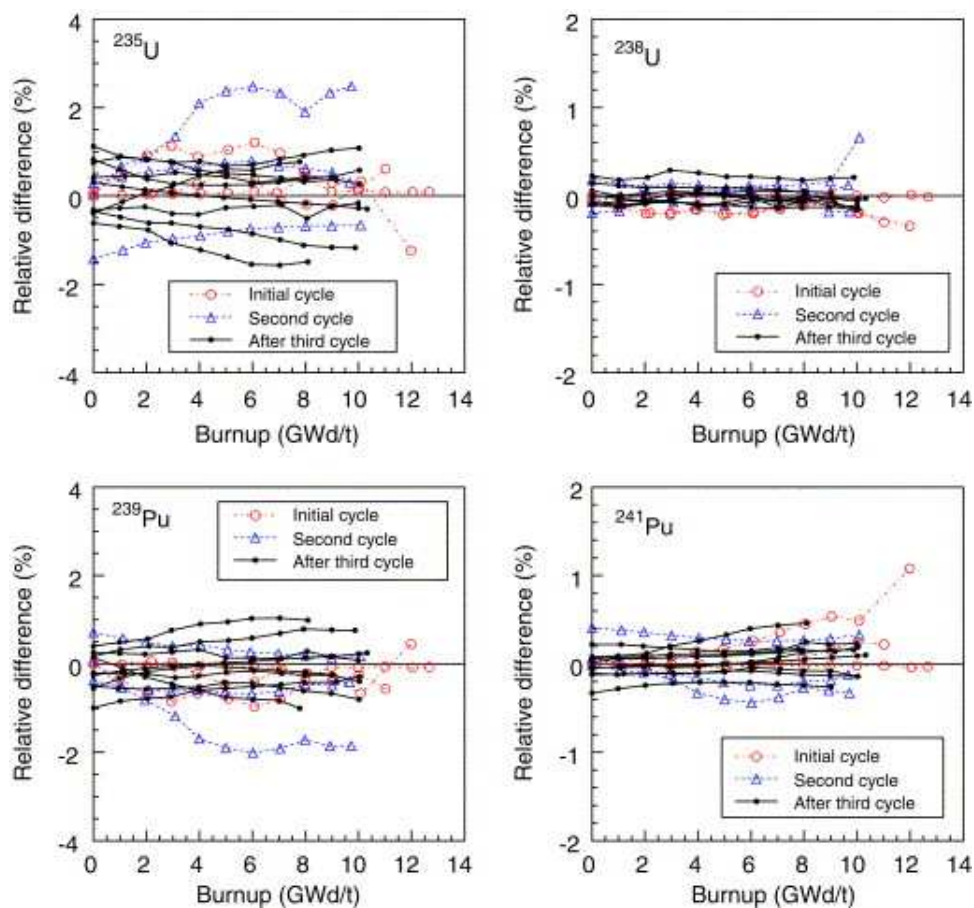 ²³⁵U
Relative difference (%)
4
2
0
-2
-4
Initial cycle
Second cycle
After third cycle
0 2 4 6 8 10 12 14
Burnup (GWd/t)
²³⁸U
Relative difference (%)
2
1
0
-1
-2
Initial cycle
Second cycle
After third cycle
0 2 4 6 8 10 12 14
Burnup (GWd/t)
²³⁹Pu
Relative difference (%)
4
2
0
-2
-4
Initial cycle
Second cycle
After third cycle
0 2 4 6 8 10 12 14
Burnup (GWd/t)
²⁴¹Pu
Relative difference (%)
2
1
0
-1
-2
Initial cycle
Second cycle
After third cycle
0 2 4 6 8 10 12 14
Burnup (GWd/t)